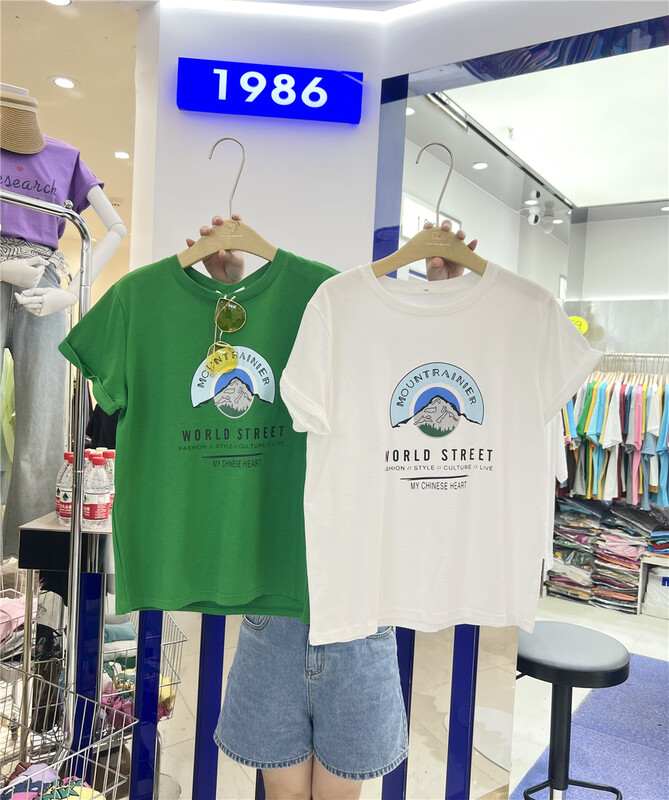 1986
research
MOUNTRAINIER
WORLD STREET
FASHION // STYLE // CULTURE // LIVE
MY CHINESE HEART
MOUNTRAINIER
WORLD STREET
FASHION // STYLE // CULTURE // LIVE
MY CHINESE HEART